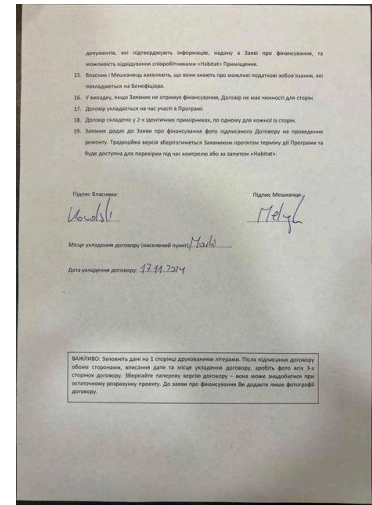 документів, які підтверджують інформацію, надану в Заяві про фінансування, та
можливість відвідування співробітниками «Habitat» Приміщення.
15. Власник і Мешканець заявляють, що вони знають про можливі податкові зобов'язання, які
покладаються на Бенефіціара.
16. У випадку, якщо Заявник не отримує фінансування, Договір не має чинності для сторін.
17. Договір укладається на час участі в Програмі.
18. Договір складено у 2-х ідентичних примірниках, по одному для кожної із сторін.
19. Заявник додає до Заяви про фінансування фото підписаного Договору на проведення
ремонту. Традиційна версія зберігатиметься Заявником протягом терміну дії Програми та
буде доступна для перевірки під час контролю або за запитом «Habitat».
Підпис Власника: Підпис Мешканця:
Місце укладення договору (населений пункт)
Дата укладення договору: 17.11.2024
ВАЖЛИВО: Заповніть дані на 1 сторінці друкованими літерами. Після підписання договору
обома сторонами, вписання дати та місця укладення договору, зробіть фото всіх 3-х
сторінок договору. Зберігайте паперову версію договору – вона може знадобитися при
остаточному розрахунку проекту. До заяви про фінансування Ви додаєте лише фотографії
договору.